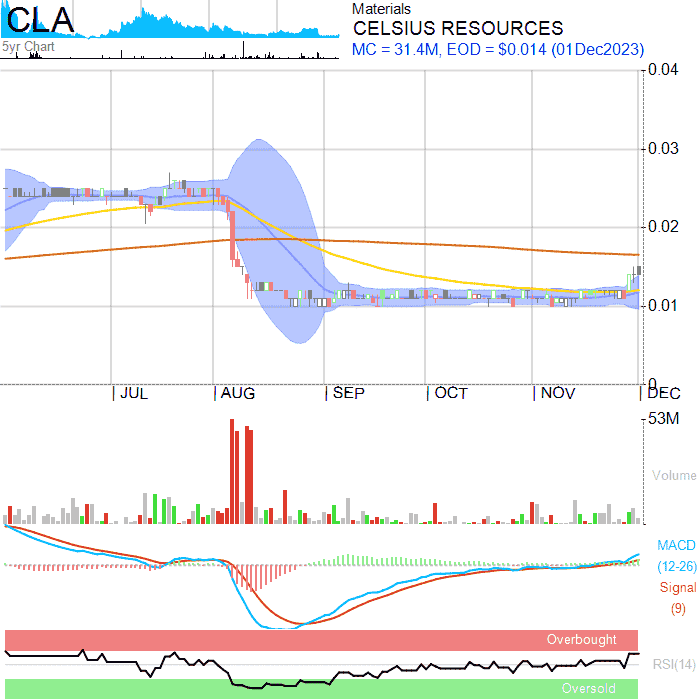 CLA
5yr Chart
Materials
CELSIUS RESOURCES
MC = 31.4M, EOD = $0.014 (01Dec2023)
0.04
0.03
0.02
0.01
0
JUL
AUG
SEP
OCT
NOV
DEC
53M
Volume
MACD
(12-26)
Signal
(9)
Overbought
RSI(14)
Oversold